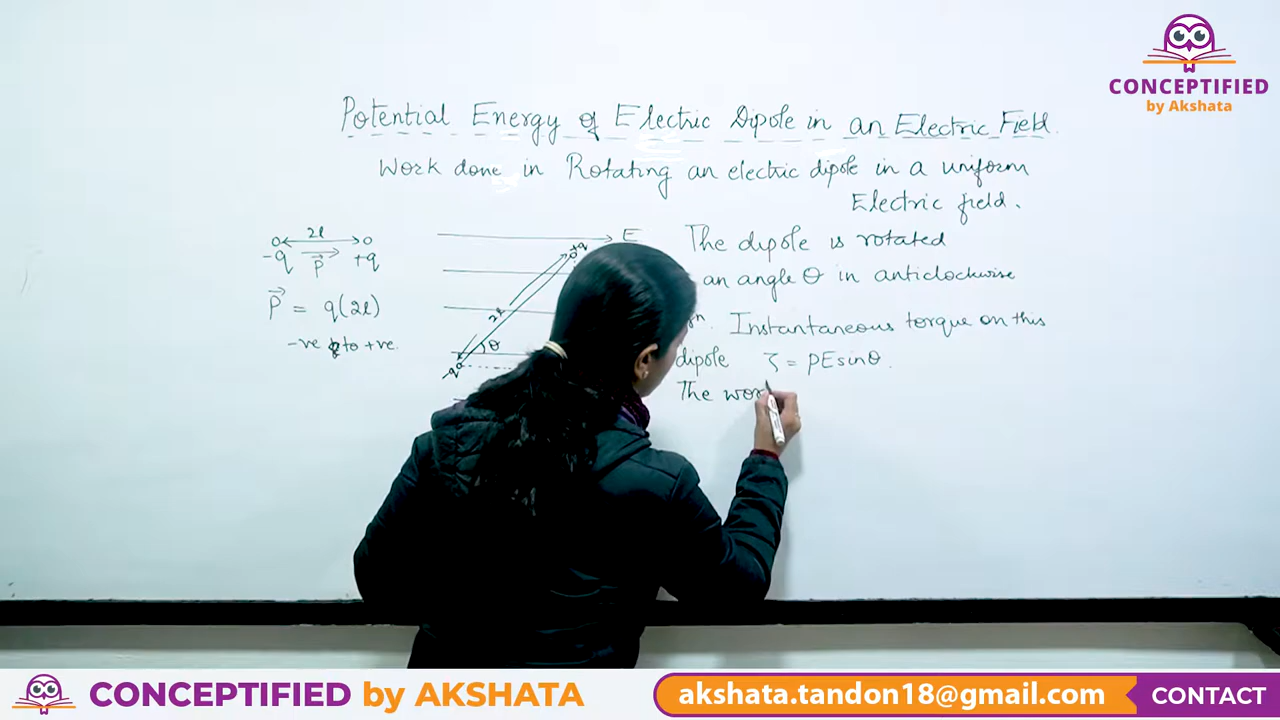 CONCEPTIFIED
by Akshata
Potential Energy of Electric Dipole in an Electric Field.
Work done in Rotating an electric dipole in a uniform
Electric field.
2l
-q +q
P
P = q(2l)
-ve to +ve.
E
+q
2l
θ
-q
The dipole is rotated
an angle θ in anticlockwise
Instantaneous torque on this
dipole τ = PEsinθ.
The wor
CONCEPTIFIED by AKSHATA
akshata.tandon18@gmail.com
CONTACT